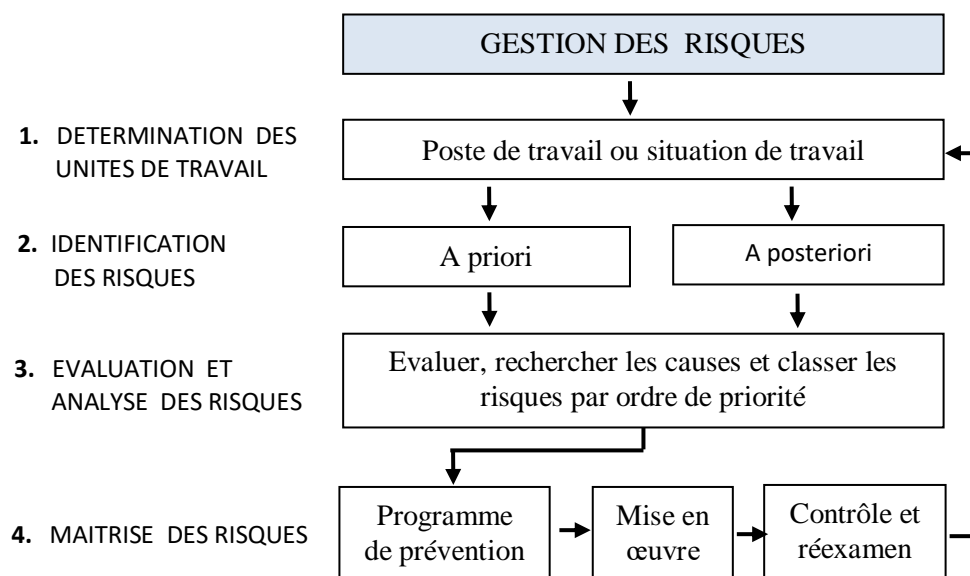 GESTION DES RISQUES
1. DETERMINATION DES
UNITES DE TRAVAIL
Poste de travail ou situation de travail
2. IDENTIFICATION
DES RISQUES
A priori
A posteriori
3. EVALUATION ET
ANALYSE DES RISQUES
Evaluer, rechercher les causes et classer les
risques par ordre de priorité
4. MAITRISE DES RISQUES
Programme
de prévention
Mise en
œuvre
Contrôle et
réexamen